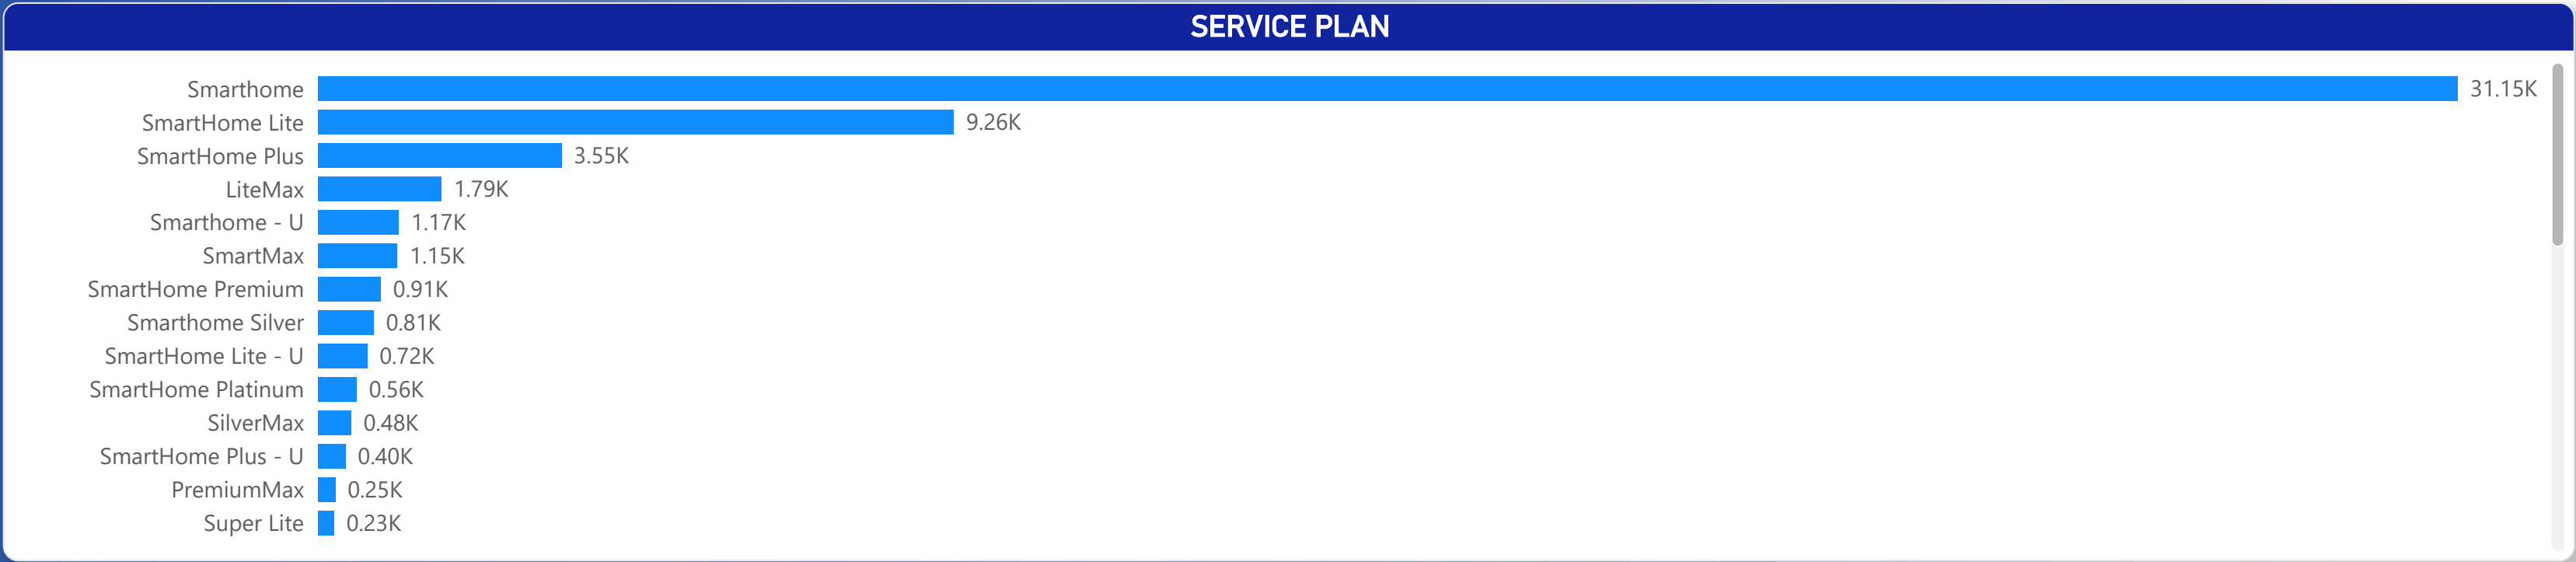 SERVICE PLAN
Smarthome 31.15K
SmartHome Lite 9.26K
SmartHome Plus 3.55K
LiteMax 1.79K
Smarthome - U 1.17K
SmartMax 1.15K
SmartHome Premium 0.91K
Smarthome Silver 0.81K
SmartHome Lite - U 0.72K
SmartHome Platinum 0.56K
SilverMax 0.48K
SmartHome Plus - U 0.40K
PremiumMax 0.25K
Super Lite 0.23K